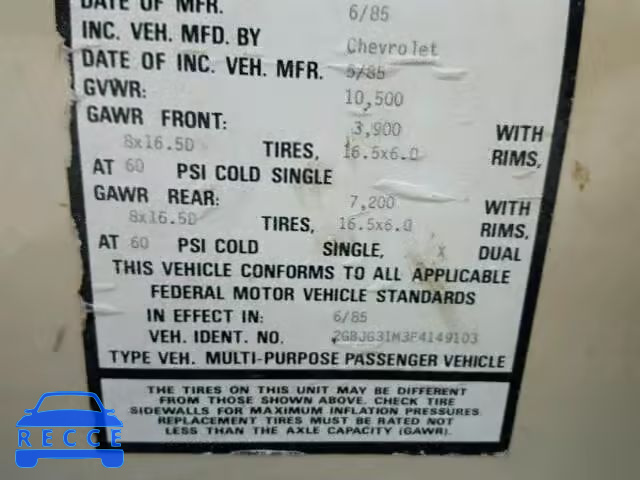 DATE OF MFR. 6/85
INC. VEH. MFD. BY Chevrolet
DATE OF INC. VEH. MFR. 5/85
GVWR: 10,500
GAWR FRONT: 3,900 WITH
8x16.5D TIRES, 16.5x6.0 RIMS,
AT 60 PSI COLD SINGLE
GAWR REAR: 7,200 WITH
8x16.5D TIRES, 16.5x6.0 RIMS,
AT 60 PSI COLD SINGLE, X DUAL
THIS VEHICLE CONFORMS TO ALL APPLICABLE
FEDERAL MOTOR VEHICLE STANDARDS
IN EFFECT IN: 6/85
VEH. IDENT. NO. 2GBJG31M3F4149103
TYPE VEH. MULTI-PURPOSE PASSENGER VEHICLE
THE TIRES ON THIS UNIT MAY BE DIFFERENT
FROM THOSE SHOWN ABOVE. CHECK TIRE
SIDEWALLS FOR MAXIMUM INFLATION PRESSURES.
REPLACEMENT TIRES MUST BE RATED NOT
LESS THAN THE AXLE CAPACITY (GAWR).
RECCE